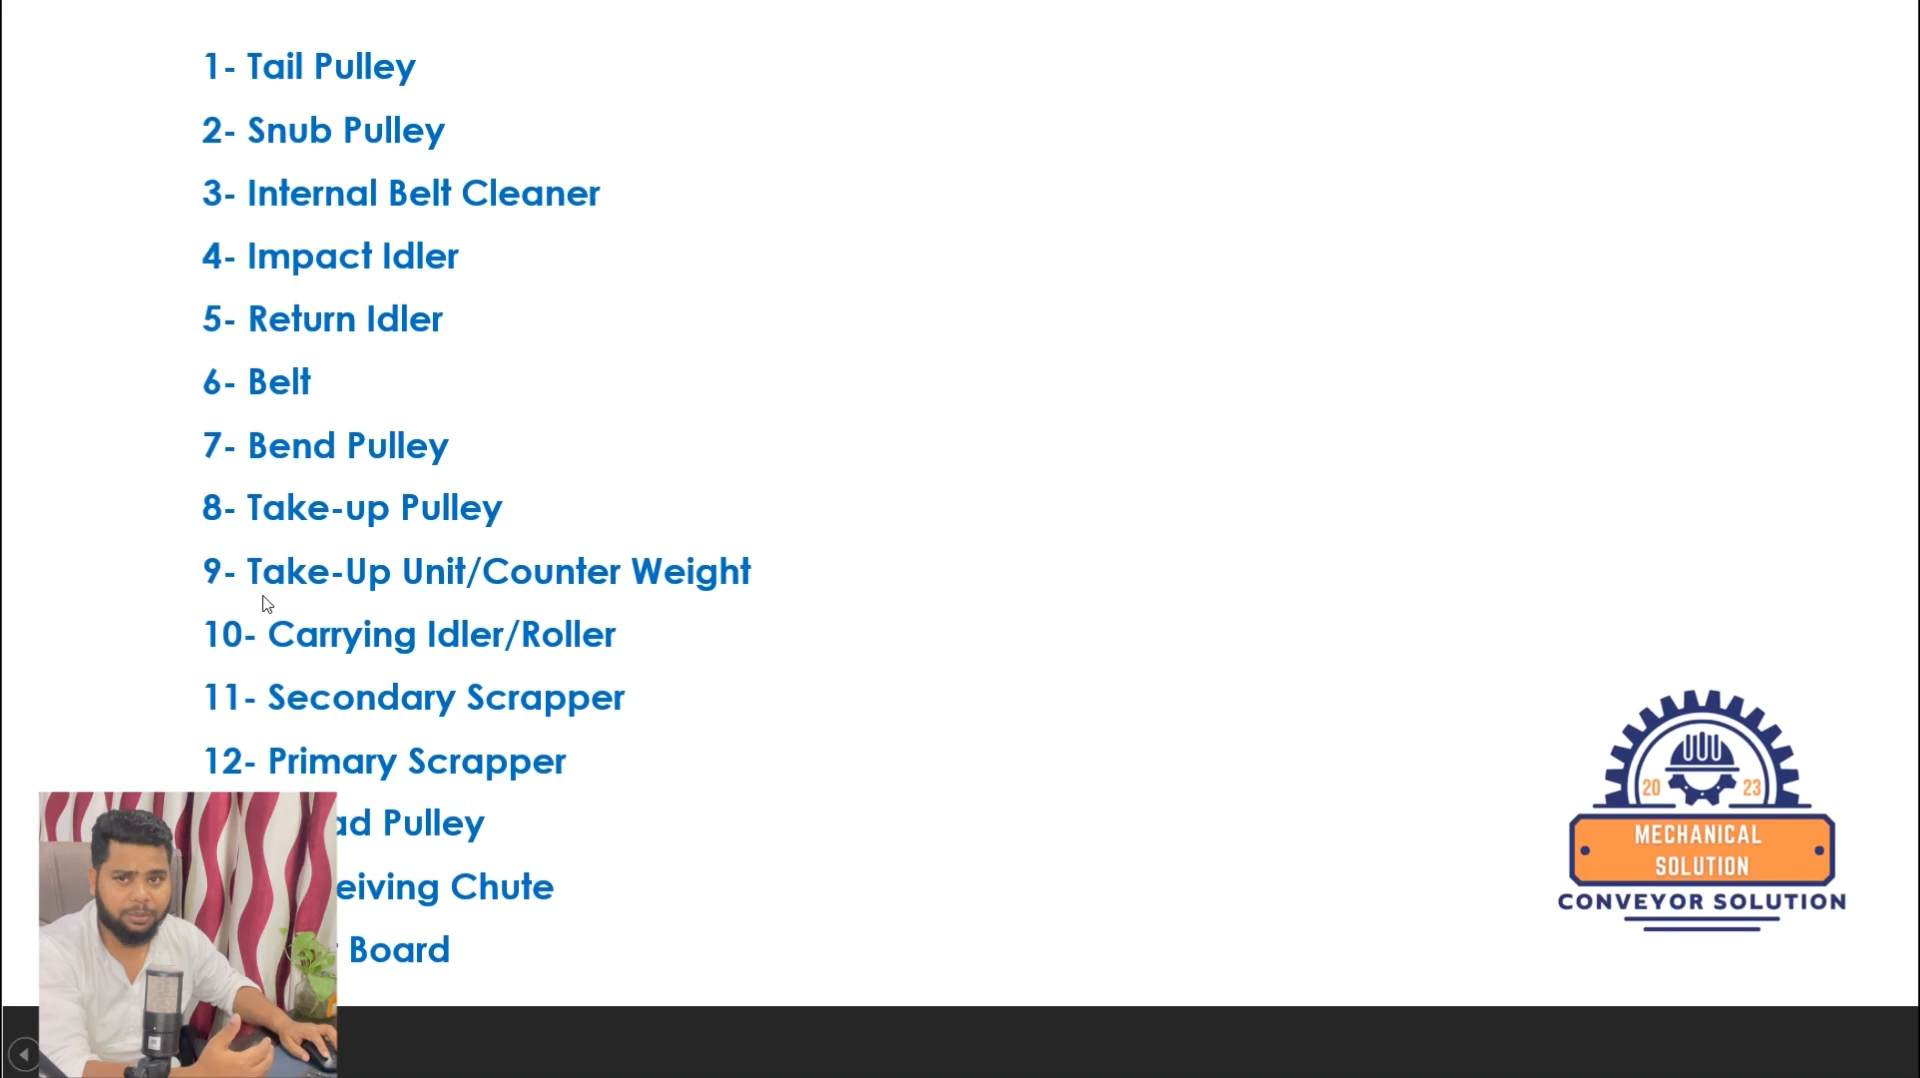 1- Tail Pulley
2- Snub Pulley
3- Internal Belt Cleaner
4- Impact Idler
5- Return Idler
6- Belt
7- Bend Pulley
8- Take-up Pulley
9- Take-Up Unit/Counter Weight
10- Carrying Idler/Roller
11- Secondary Scrapper
12- Primary Scrapper
Pulley
Chute
Board
20 23
MECHANICAL
SOLUTION
CONVEYOR SOLUTION